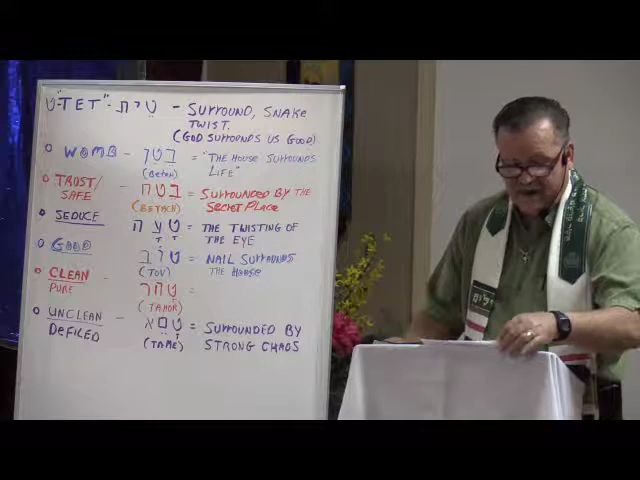 ט "TET" - טית - SURROUND, SNAKE
TWIST.
(GOD SURROUNDS US GOOD)
WOMB - בטן = "THE HOUSE SURROUNDS
(BETEN) LIFE"
TRUST/ - בטח = SURROUNDED BY THE
SAFE (BETACH) SECRET PLACE
SEDUCE טעה = THE TWISTING OF
THE EYE
GOOD טוב = NAIL SURROUNDS
(TOV) THE HOUSE
CLEAN - טהר =
PURE (TAHOR)
UNCLEAN - טמא = SURROUNDED BY
DEFILED (TAME) STRONG CHAOS